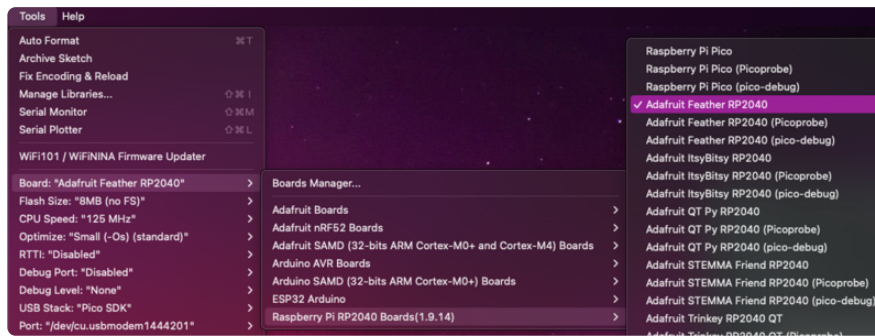 Tools Help
Auto Format ⌘T
Archive Sketch
Fix Encoding & Reload
Manage Libraries... ⇧⌘I
Serial Monitor ⇧⌘M
Serial Plotter ⇧⌘L
WiFi101 / WiFiNINA Firmware Updater
Board: "Adafruit Feather RP2040"
Flash Size: "8MB (no FS)"
CPU Speed: "125 MHz"
Optimize: "Small (-Os) (standard)"
RTTI: "Disabled"
Debug Port: "Disabled"
Debug Level: "None"
USB Stack: "Pico SDK"
Port: "/dev/cu.usbmodem1444201"
Boards Manager...
Adafruit Boards
Adafruit nRF52 Boards
Adafruit SAMD (32-bits ARM Cortex-M0+ and Cortex-M4) Boards
Arduino AVR Boards
Arduino SAMD (32-bits ARM Cortex-M0+) Boards
ESP32 Arduino
Raspberry Pi RP2040 Boards(1.9.14)
Raspberry Pi Pico
Raspberry Pi Pico (Picoprobe)
Raspberry Pi Pico (pico-debug)
✓ Adafruit Feather RP2040
Adafruit Feather RP2040 (Picoprobe)
Adafruit Feather RP2040 (pico-debug)
Adafruit ItsyBitsy RP2040
Adafruit ItsyBitsy RP2040 (Picoprobe)
Adafruit ItsyBitsy RP2040 (pico-debug)
Adafruit QT Py RP2040
Adafruit QT Py RP2040 (Picoprobe)
Adafruit QT Py RP2040 (pico-debug)
Adafruit STEMMA Friend RP2040
Adafruit STEMMA Friend RP2040 (Picoprobe)
Adafruit STEMMA Friend RP2040 (pico-debug)
Adafruit Trinkey RP2040 QT
Adafruit Trinkey RP2040 QT (Picoprobe)